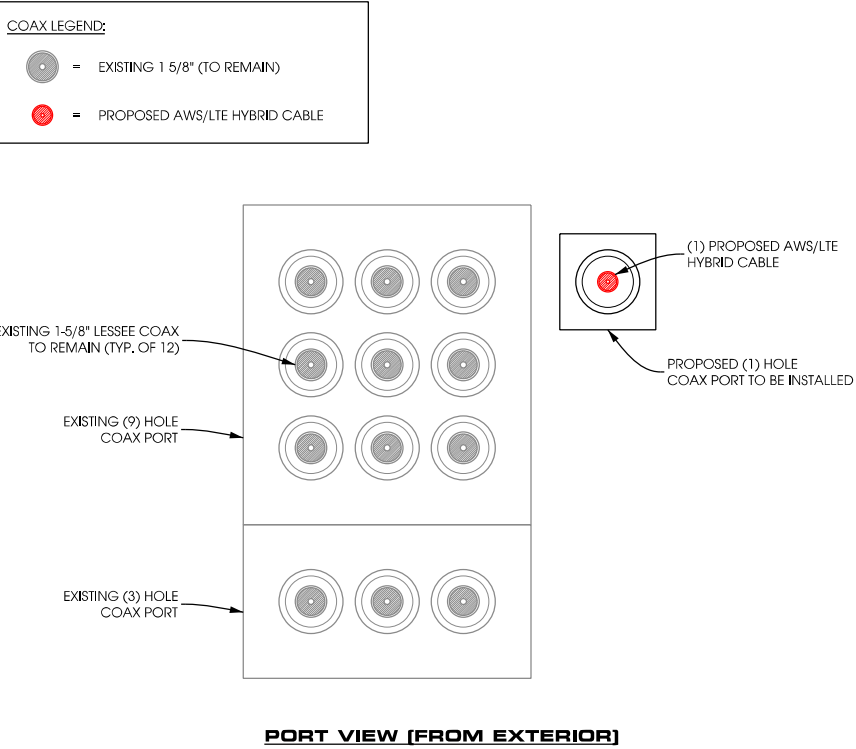 COAX LEGEND:
= EXISTING 1 5/8" (TO REMAIN)
= PROPOSED AWS/LTE HYBRID CABLE
(1) PROPOSED AWS/LTE
HYBRID CABLE
EXISTING 1-5/8" LESSEE COAX
TO REMAIN (TYP. OF 12)
PROPOSED (1) HOLE
COAX PORT TO BE INSTALLED
EXISTING (9) HOLE
COAX PORT
EXISTING (3) HOLE
COAX PORT
PORT VIEW (FROM EXTERIOR)